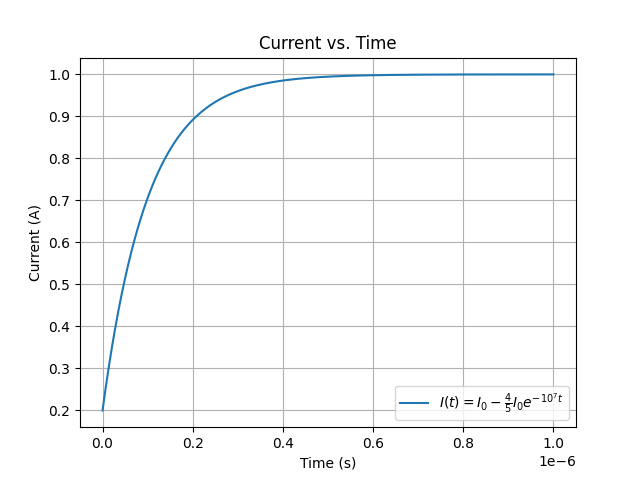 Current vs. Time
Current (A)
1.0
0.9
0.8
0.7
0.6
0.5
0.4
0.3
0.2
I(t) = I₀ − 4/5 I₀e^{−10⁷t}
0.0 0.2 0.4 0.6 0.8 1.0
1e−6
Time (s)